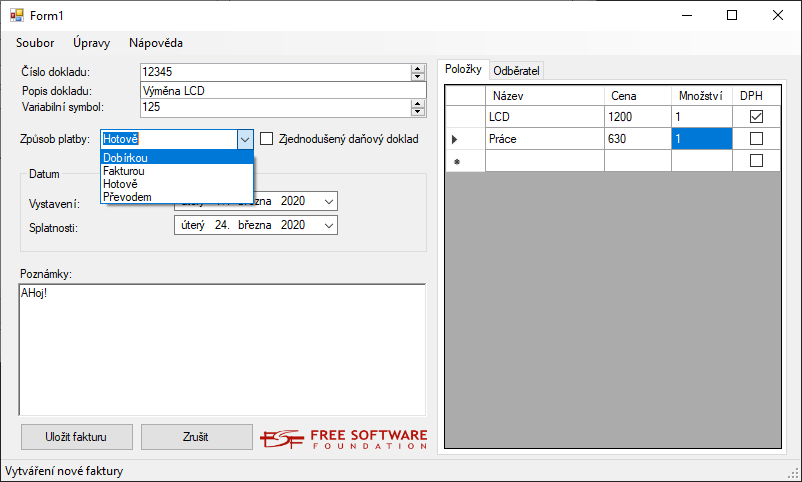 Form1
Soubor Úpravy Nápověda
Číslo dokladu: 12345
Popis dokladu: Výměna LCD
Variabilní symbol: 125
Způsob platby: Hotově Zjednodušený daňový doklad
Dobírkou
Fakturou
Hotově
Převodem
Datum
Vystavení: března 2020
Splatnosti: úterý 24. března 2020
Poznámky:
AHoj!
Uložit fakturu Zrušit
FREE SOFTWARE
FOUNDATION
Položky Odběratel
Název Cena Množství DPH
LCD 1200 1
Práce 630 1
Vytváření nové faktury